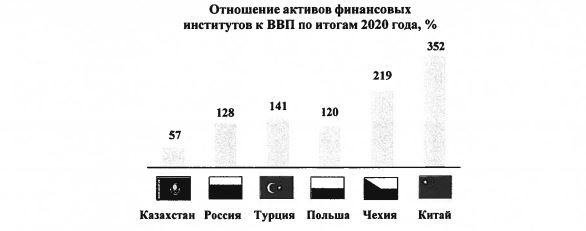 Отношение активов финансовых
институтов к ВВП по итогам 2020 года, %
352
219
141
128
120
57
Казахстан Россия Турция Польша Чехия Китай